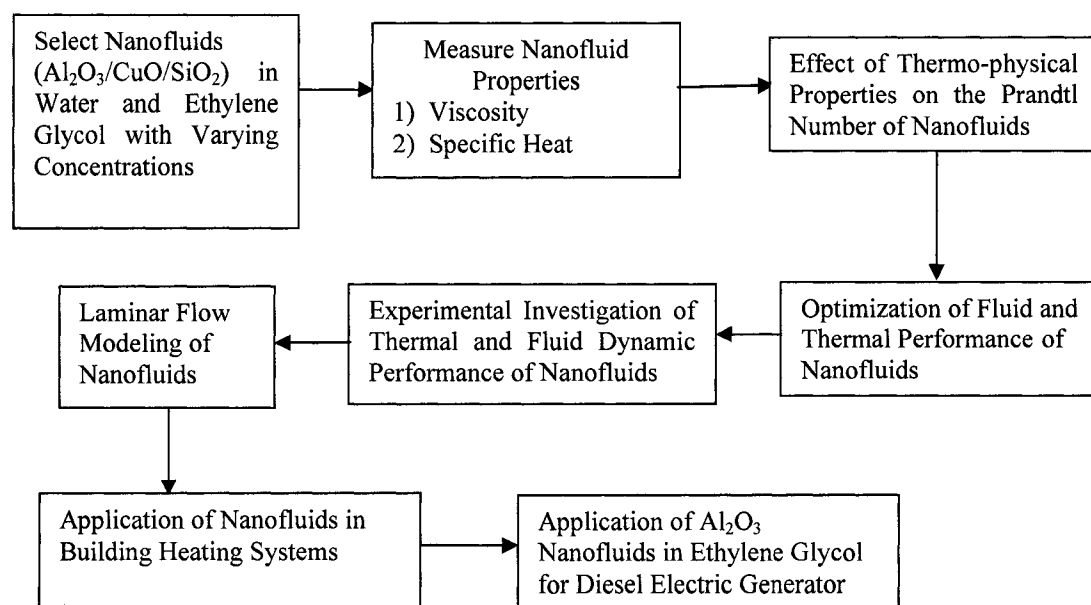 Select Nanofluids
(Al₂O₃/CuO/SiO₂) in
Water and Ethylene
Glycol with Varying
Concentrations
Measure Nanofluid
Properties
1) Viscosity
2) Specific Heat
Effect of Thermo-physical
Properties on the Prandtl
Number of Nanofluids
Optimization of Fluid and
Thermal Performance of
Nanofluids
Experimental Investigation of
Thermal and Fluid Dynamic
Performance of Nanofluids
Laminar Flow
Modeling of
Nanofluids
Application of Nanofluids in
Building Heating Systems
Application of Al₂O₃
Nanofluids in Ethylene Glycol
for Diesel Electric Generator